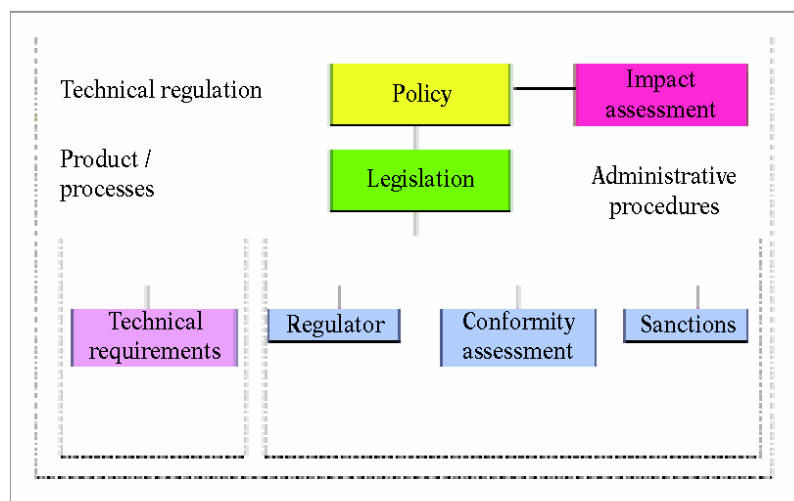 Technical regulation
Policy
Impact
assessment
Product /
processes
Legislation
Administrative
procedures
Technical
requirements
Regulator
Conformity
assessment
Sanctions